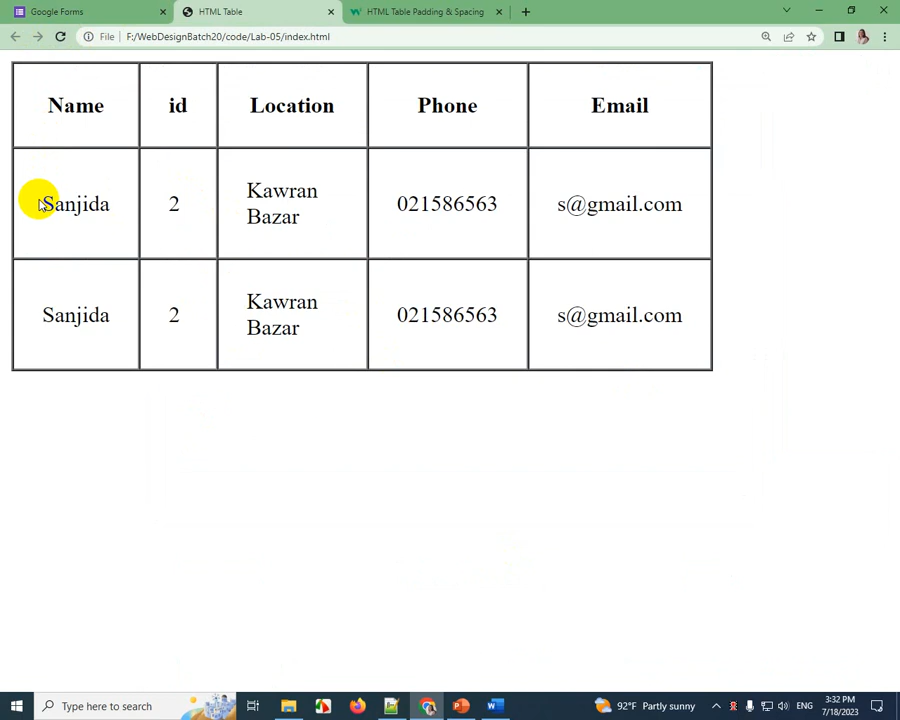 Google Forms
HTML Table
HTML Table Padding & Spacing
File
F:/WebDesignBatch20/code/Lab-05/index.html
Name id Location Phone Email
Sanjida 2 Kawran 021586563 s@gmail.com
Bazar
Sanjida 2 Kawran 021586563 s@gmail.com
Bazar
Type here to search
92°F Partly sunny
ENG
3:32 PM
7/18/2023